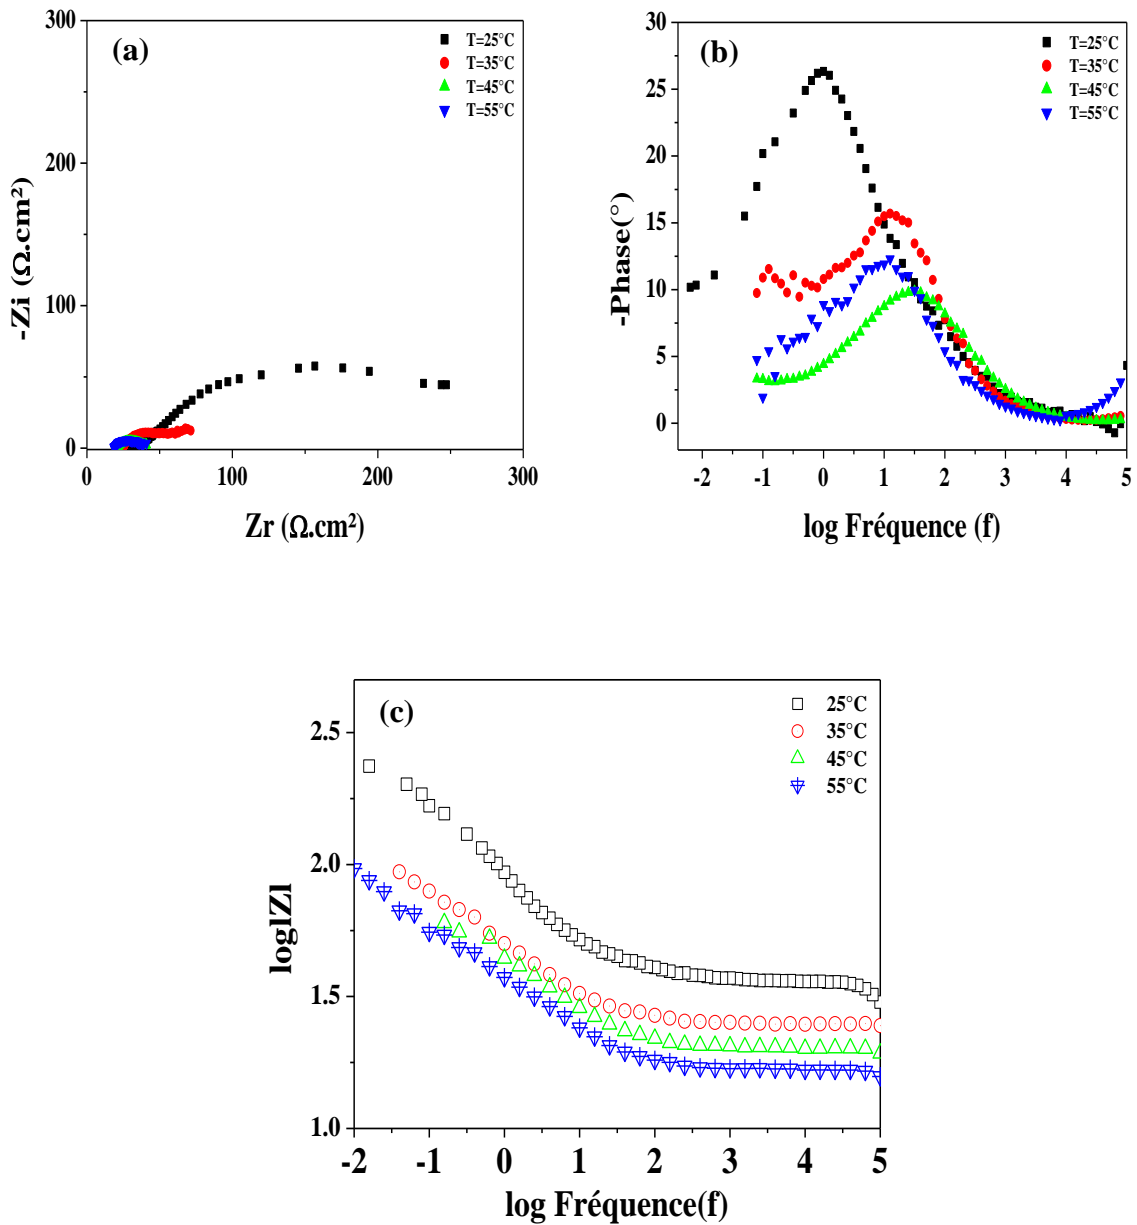 (a)
T=25°C
T=35°C
T=45°C
T=55°C
300
200
100
0
0
100
200
300
-Zi (Ω.cm²)
Zr (Ω.cm²)
(b)
T=25°C
T=35°C
T=45°C
T=55°C
30
25
20
15
10
5
0
-2
-1
0
1
2
3
4
5
-Phase(°)
log Fréquence (f)
(c)
25°C
35°C
45°C
55°C
2.5
2.0
1.5
1.0
-2
-1
0
1
2
3
4
5
loglZl
log Fréquence(f)